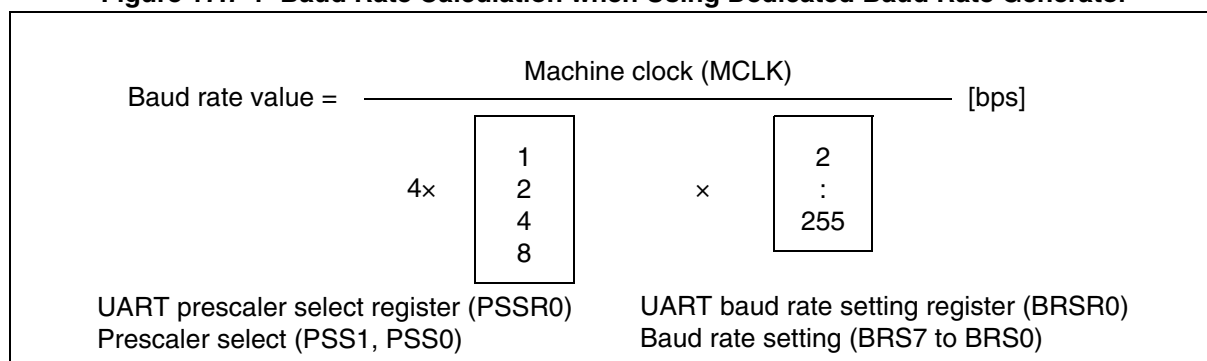 Figure 17.7-1 Baud Rate Calculation when Using Dedicated Baud Rate Generator
Machine clock (MCLK)
Baud rate value = [bps]
4× 1 2 4 8 × 2 : 255
UART prescaler select register (PSSR0)
Prescaler select (PSS1, PSS0)
UART baud rate setting register (BRSR0)
Baud rate setting (BRS7 to BRS0)